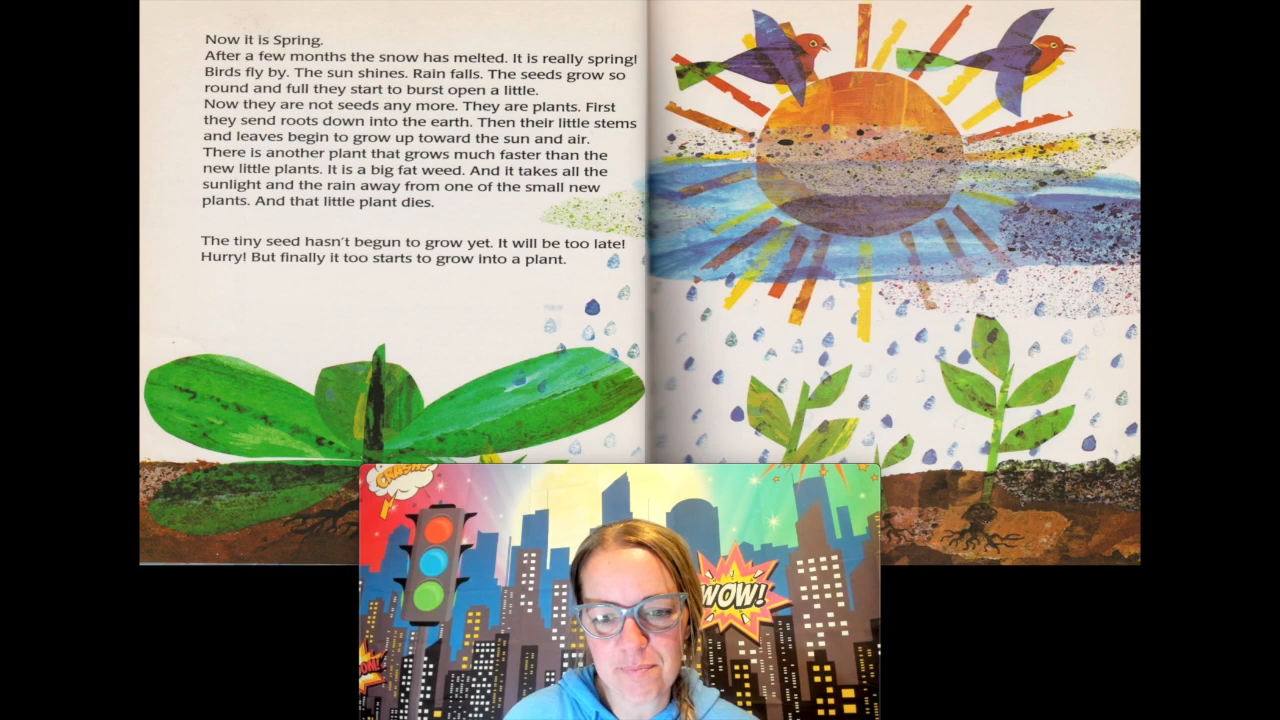 Now it is Spring.
After a few months the snow has melted. It is really spring!
Birds fly by. The sun shines. Rain falls. The seeds grow so
round and full they start to burst open a little.
Now they are not seeds any more. They are plants. First
they send roots down into the earth. Then their little stems
and leaves begin to grow up toward the sun and air.
There is another plant that grows much faster than the
new little plants. It is a big fat weed. And it takes all the
sunlight and the rain away from one of the small new
plants. And that little plant dies.
The tiny seed hasn't begun to grow yet. It will be too late!
Hurry! But finally it too starts to grow into a plant.
CRASH!
WOW!